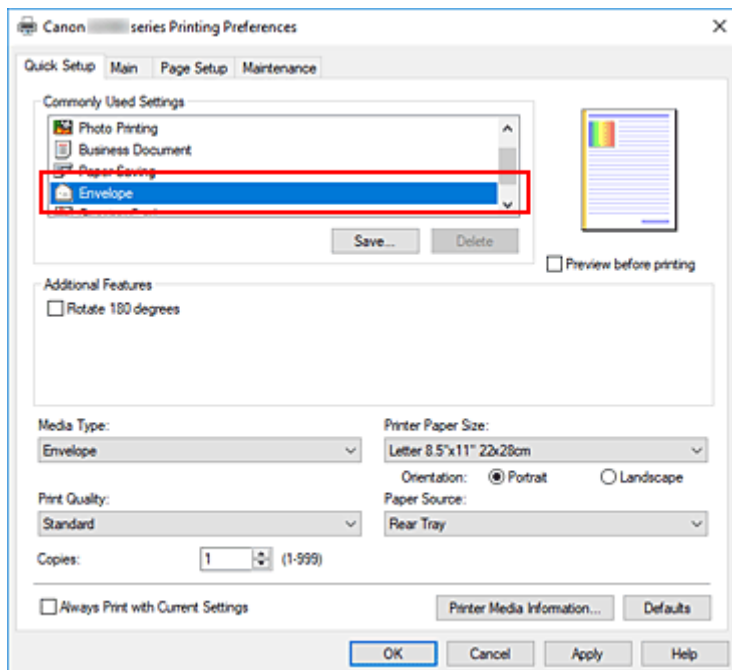 Canon series Printing Preferences
Quick Setup Main Page Setup Maintenance
Commonly Used Settings
Photo Printing
Business Document
Paper Saving
Envelope
Save... Delete
Preview before printing
Additional Features
Rotate 180 degrees
Media Type: Printer Paper Size:
Envelope Letter 8.5"x11" 22x28cm
Orientation: Portrait Landscape
Print Quality: Paper Source:
Standard Rear Tray
Copies: 1 (1-999)
Always Print with Current Settings Printer Media Information... Defaults
OK Cancel Apply Help